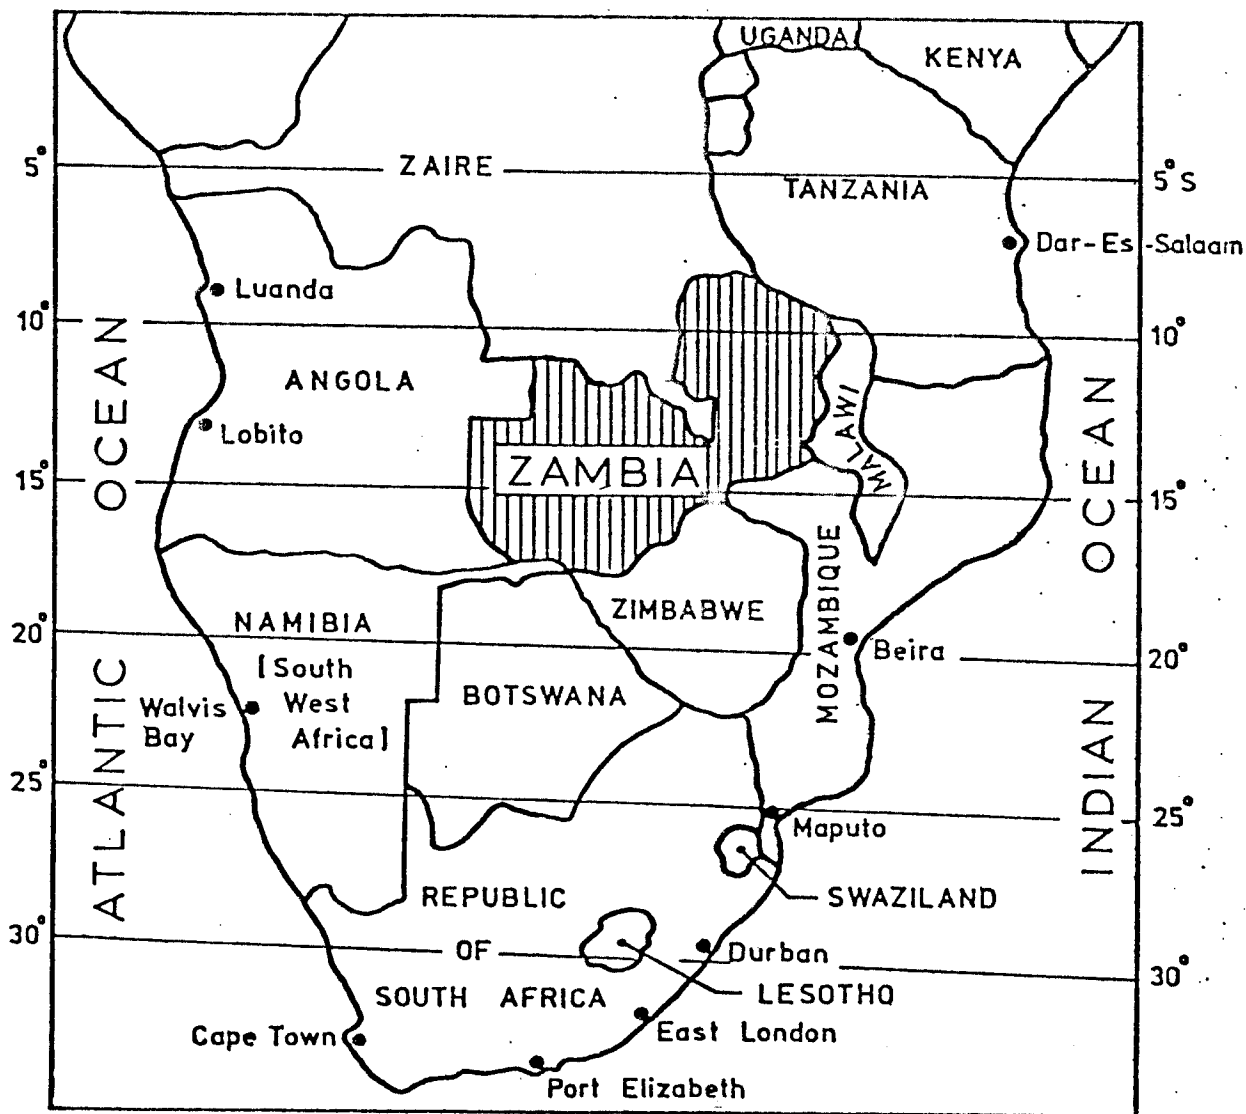 UGANDA
KENYA
5°
ZAIRE
TANZANIA
5°S
Dar-Es-Salaam
Luanda
10°
10°
ATLANTIC OCEAN
ANGOLA
MALAWI
INDIAN OCEAN
Lobito
ZAMBIA
15°
15°
MOZAMBIQUE
ZIMBABWE
NAMIBIA
20°
Beira
20°
[South
West
Africa]
BOTSWANA
Walvis
Bay
25°
25°
Maputo
REPUBLIC
SWAZILAND
30°
OF
Durban
30°
SOUTH AFRICA
LESOTHO
Cape Town
East London
Port Elizabeth